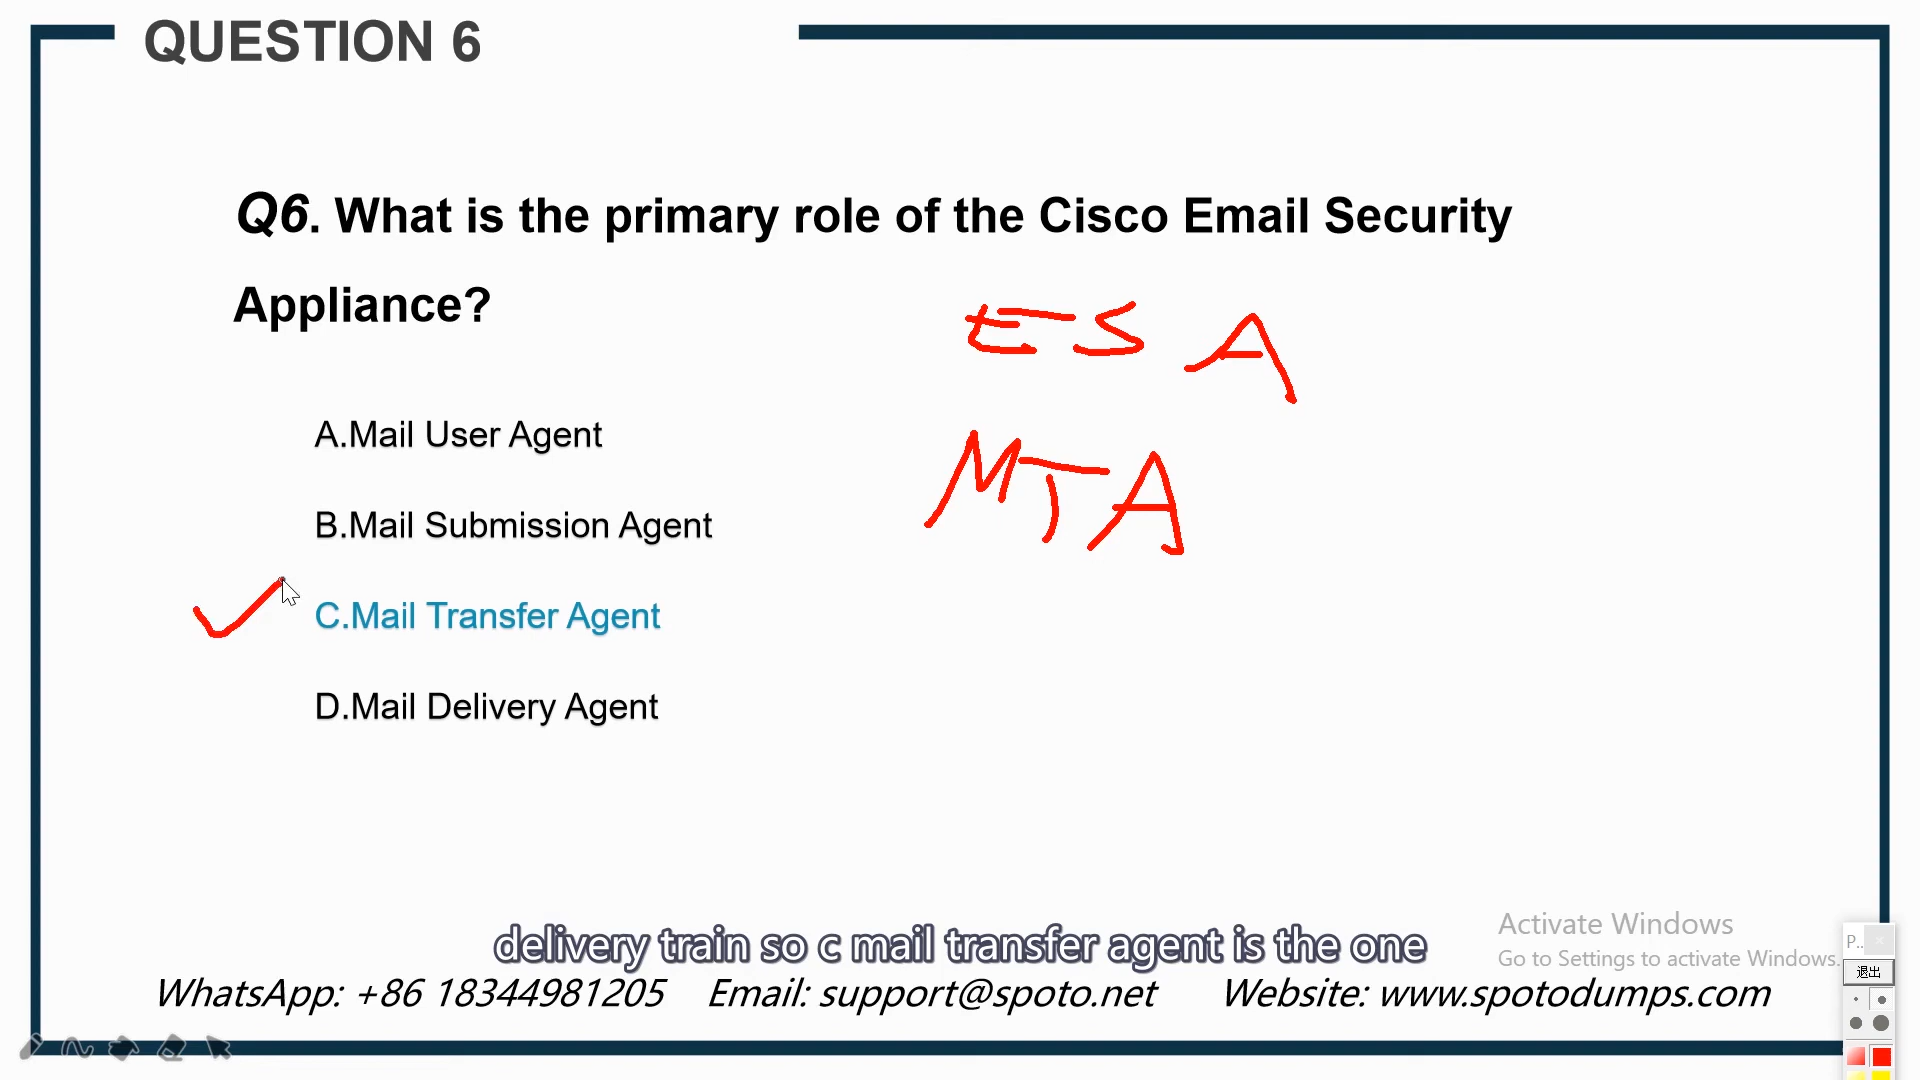 QUESTION 6
Q6. What is the primary role of the Cisco Email Security
Appliance?
ESA
A.Mail User Agent
MTA
B.Mail Submission Agent
C.Mail Transfer Agent
D.Mail Delivery Agent
Activate Windows
Go to Settings to activate Windows.
P..
退出
delivery train so c mail transfer agent is the one
WhatsApp: +86 18344981205 Email: support@spoto.net Website: www.spotodumps.com